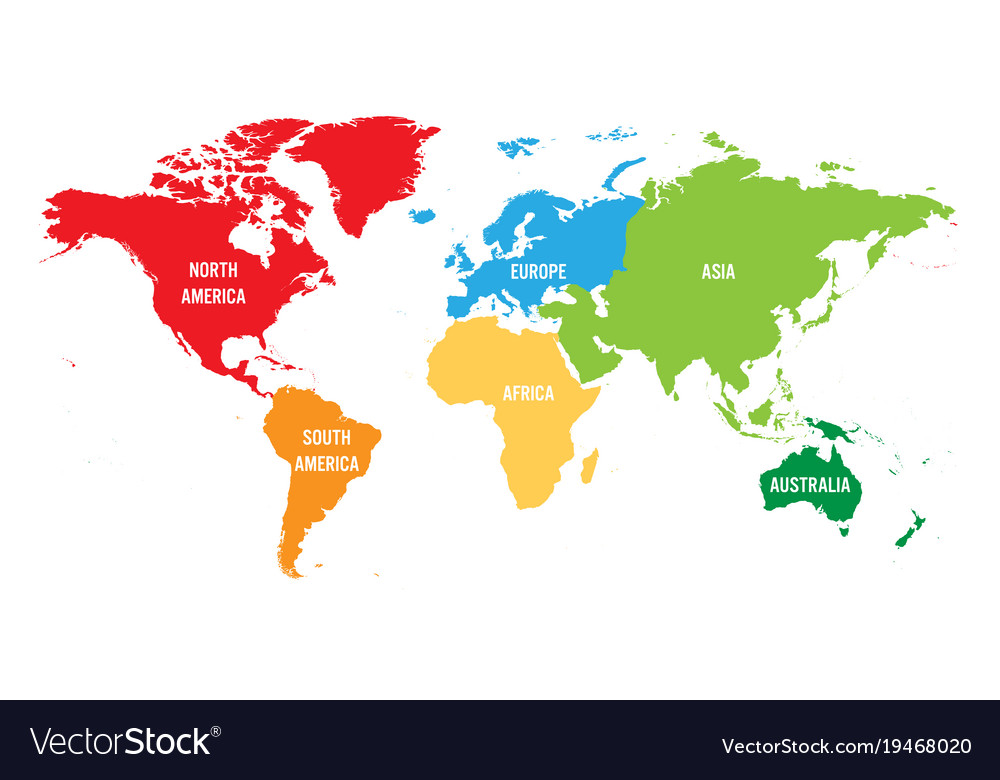 NORTH
AMERICA
EUROPE
ASIA
AFRICA
SOUTH
AMERICA
AUSTRALIA
VectorStock®
VectorStock.com/19468020